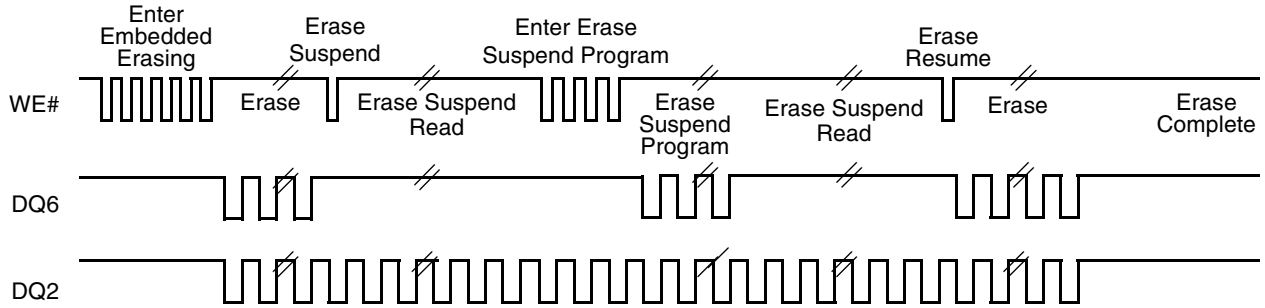 Enter
Embedded
Erasing
Erase
Suspend
Enter Erase
Suspend Program
Erase
Resume
WE#
Erase
Erase Suspend
Read
Erase
Suspend
Program
Erase Suspend
Read
Erase
Erase
Complete
DQ6
DQ2